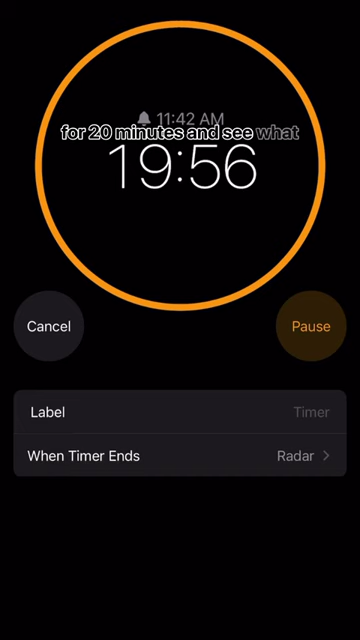 11:42 AM
for 20 minutes and see what
19:56
Cancel
Pause
Label
Timer
When Timer Ends
Radar